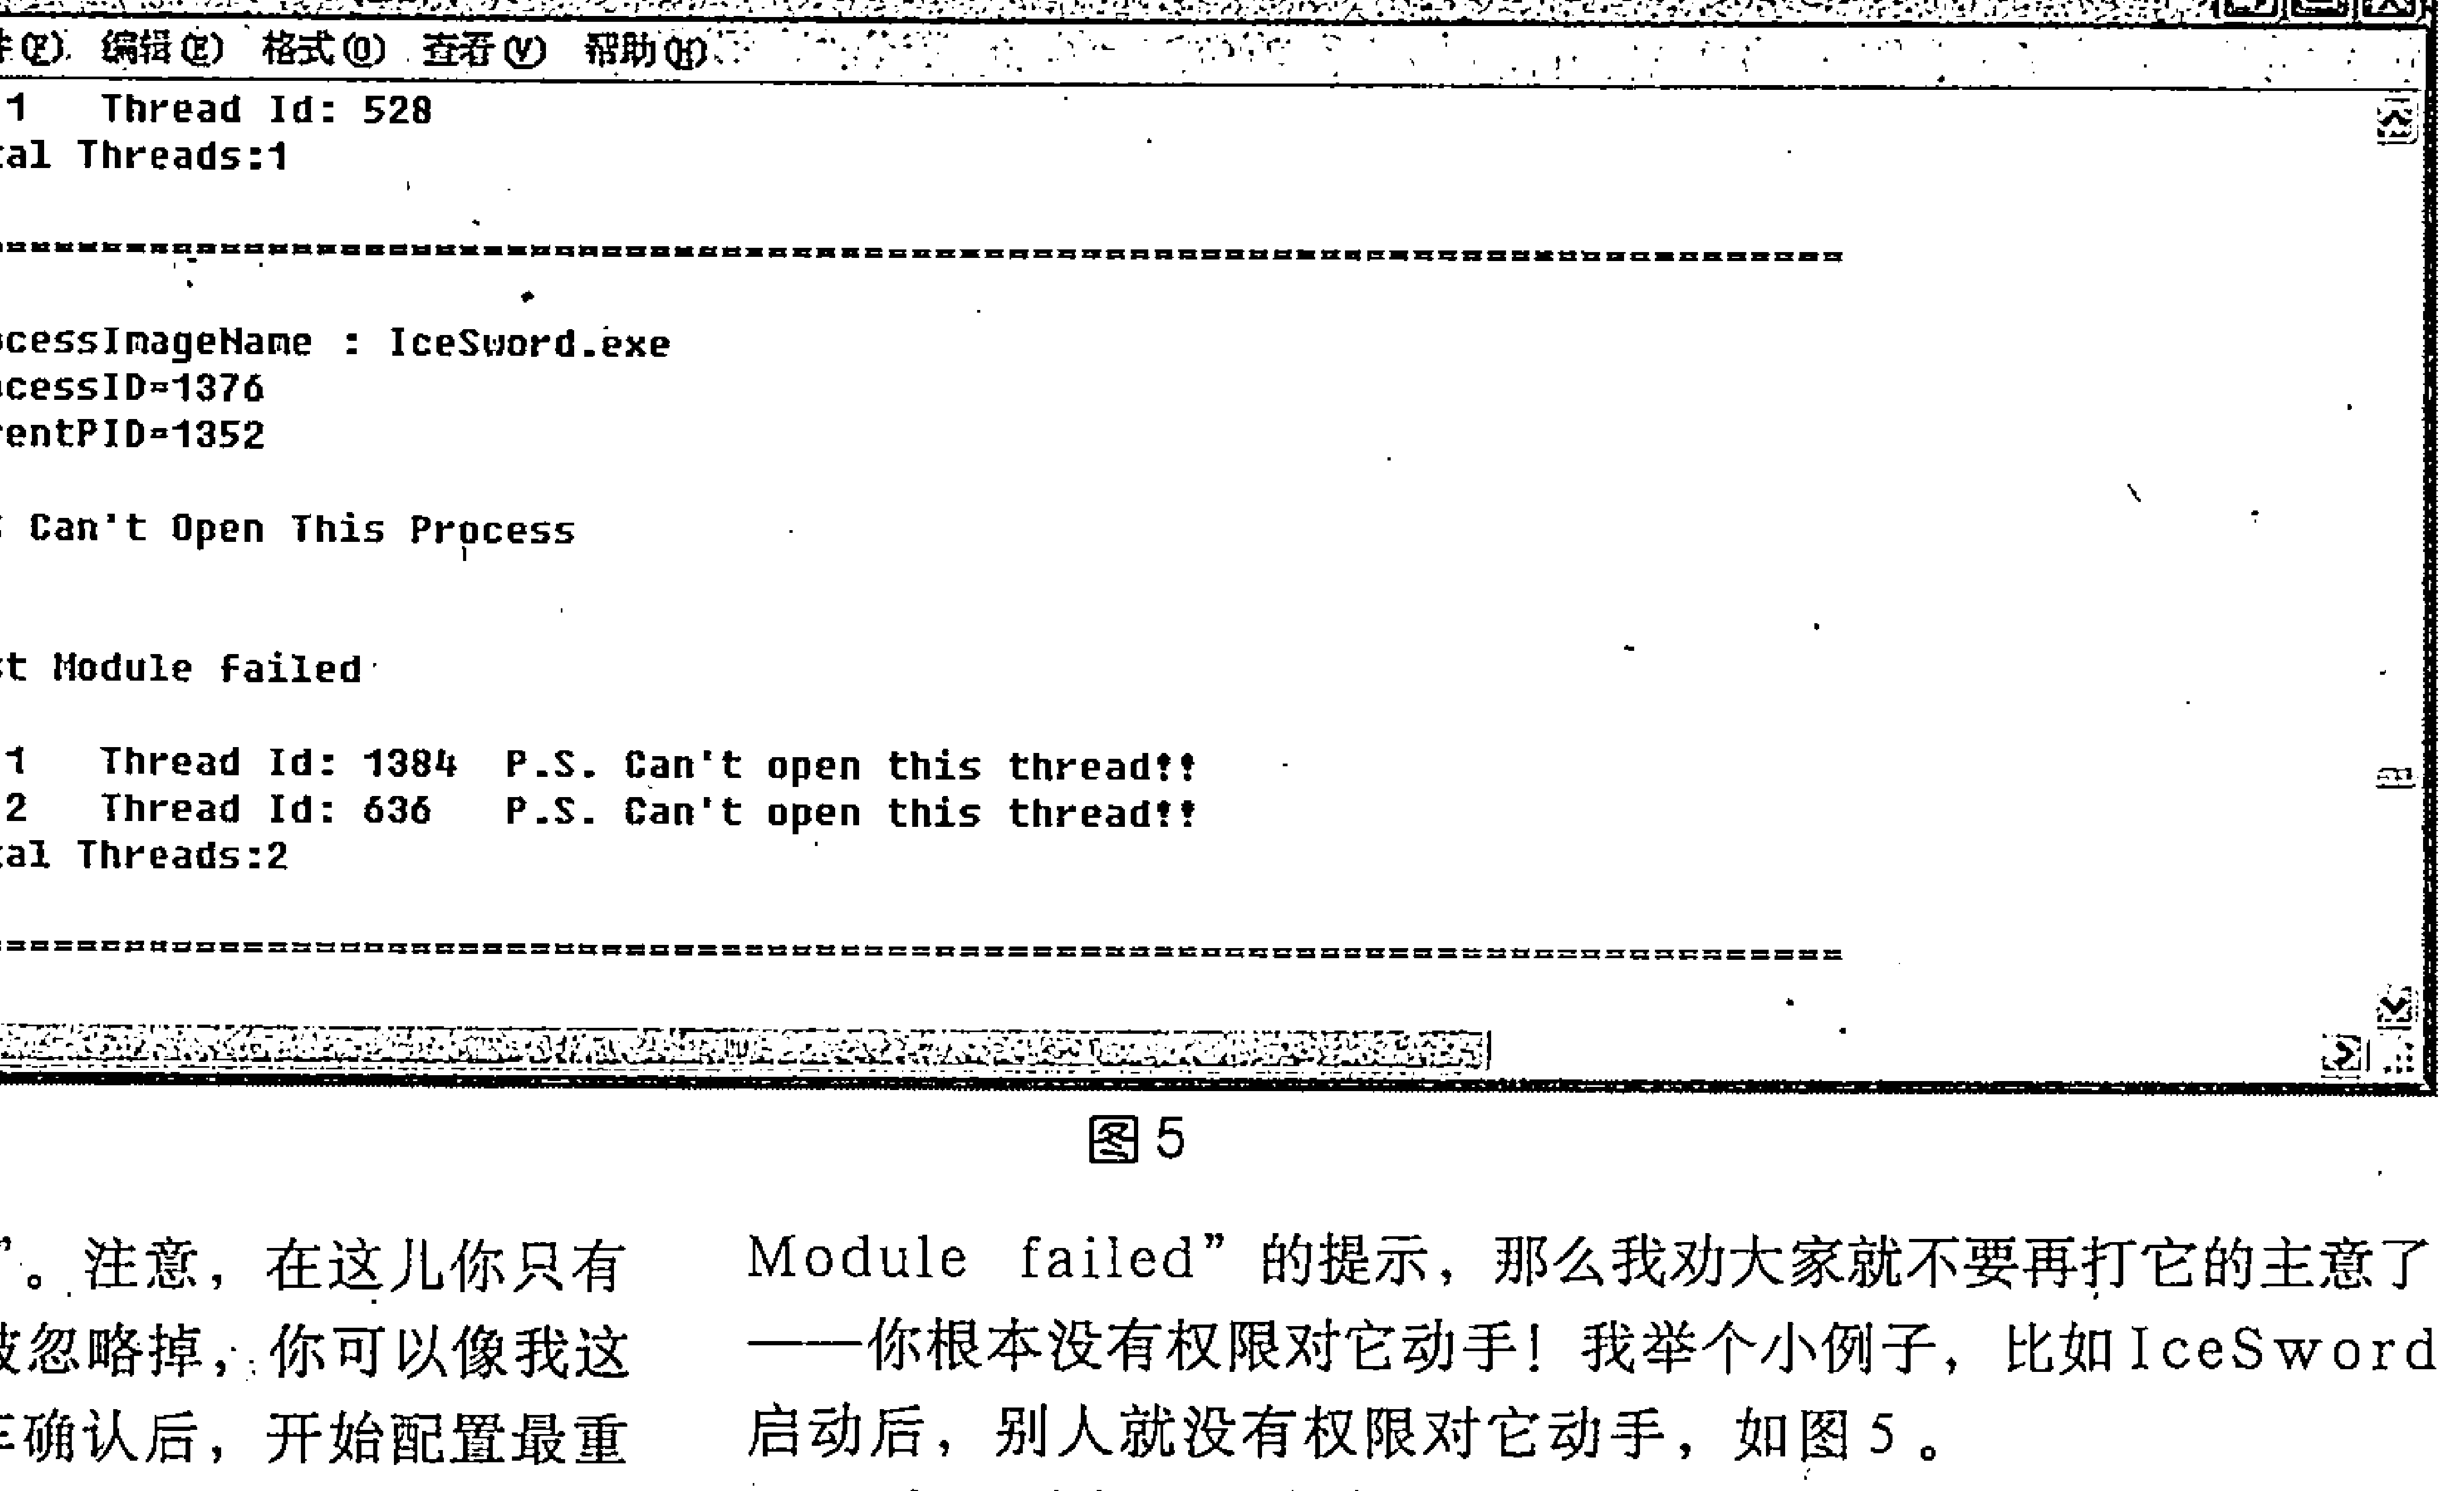 (F) 编辑(E) 格式(O) 查看(V) 帮助(H)
1 Thread Id: 528
al Threads:1
================================================================================
cessImageName : IceSword.exe
cessID=1376
entPID=1352
Can't Open This Process
t Module failed
1 Thread Id: 1384 P.S. Can't open this thread!!
2 Thread Id: 636 P.S. Can't open this thread!!
al Threads:2
================================================================================
图5
”。注意，在这儿你只有
忽略掉，你可以像我这
确认后，开始配置最重
Module failed”的提示，那么我劝大家就不要再打它的主意了
——你根本没有权限对它动手！我举个小例子，比如IceSword
启动后，别人就没有权限对它动手，如图5。